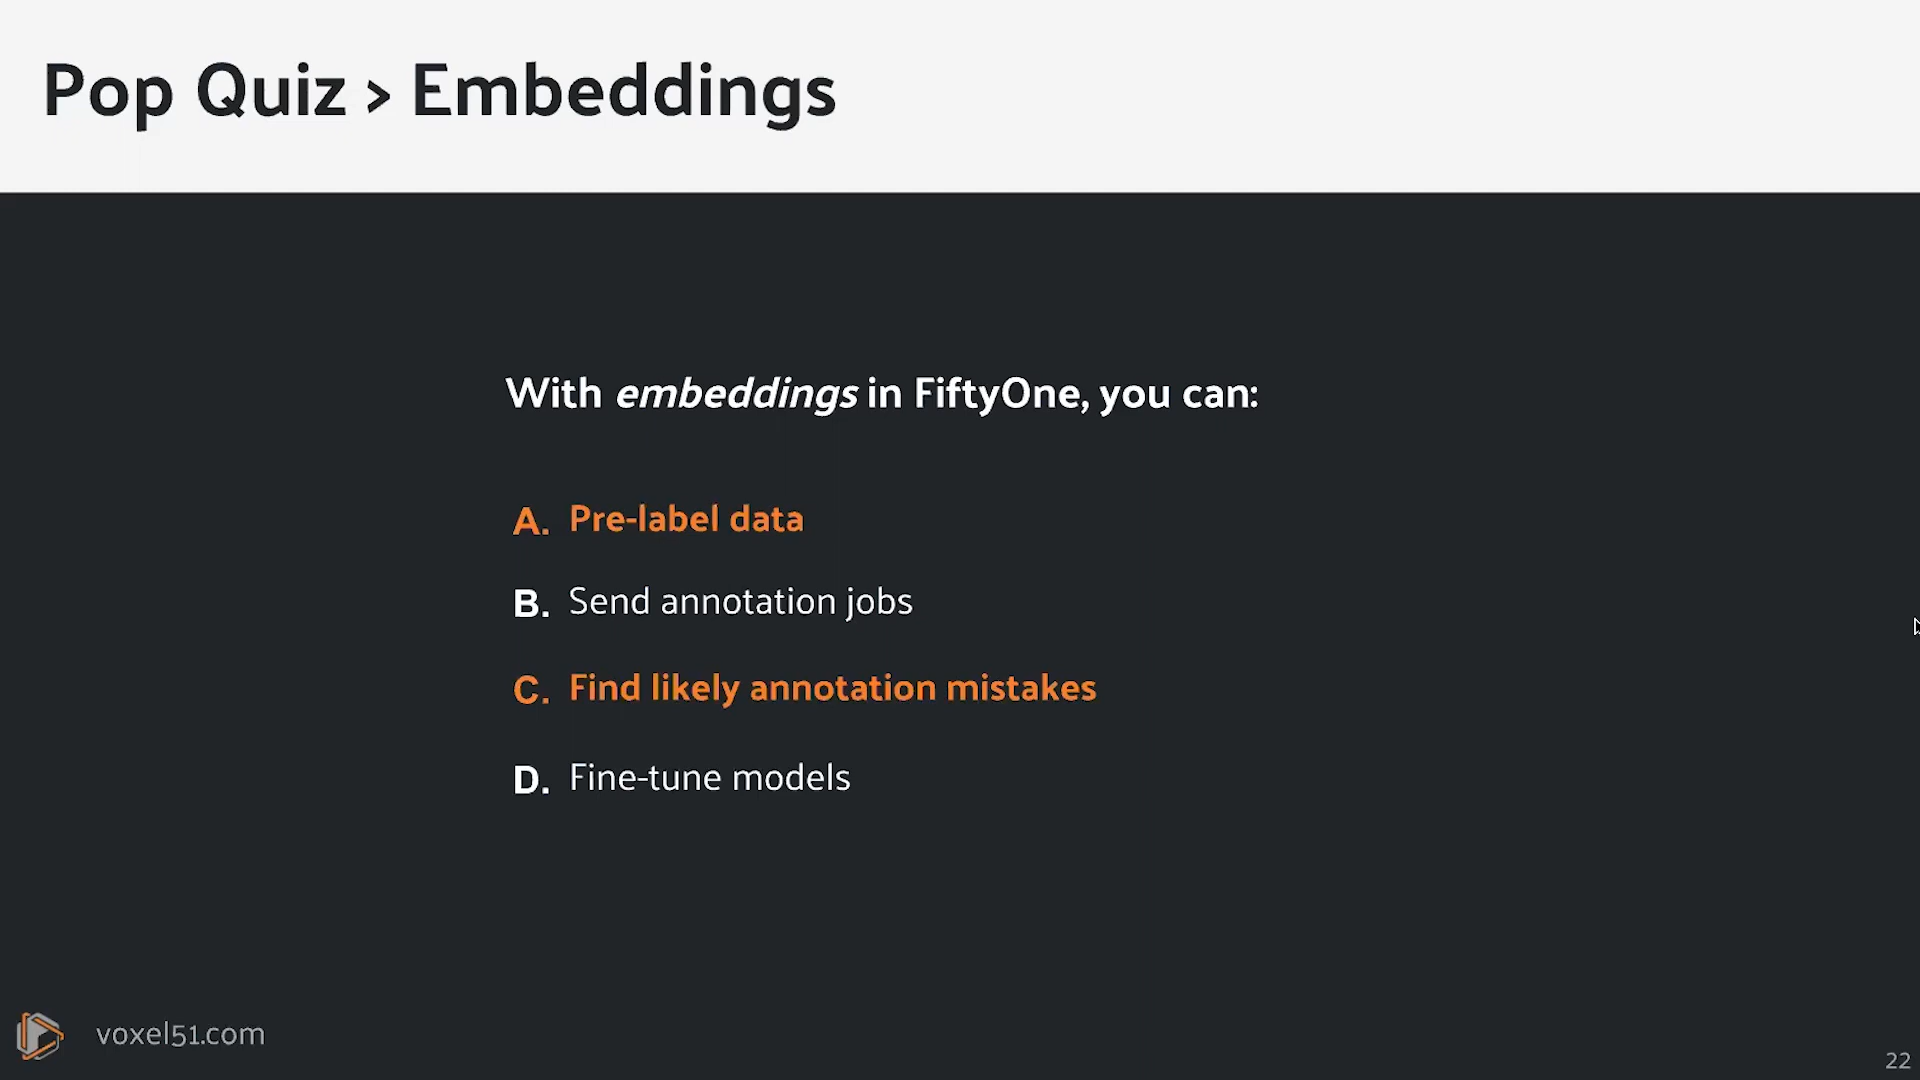 Pop Quiz > Embeddings
With embeddings in FiftyOne, you can:
A. Pre-label data
B. Send annotation jobs
C. Find likely annotation mistakes
D. Fine-tune models
voxel51.com
22